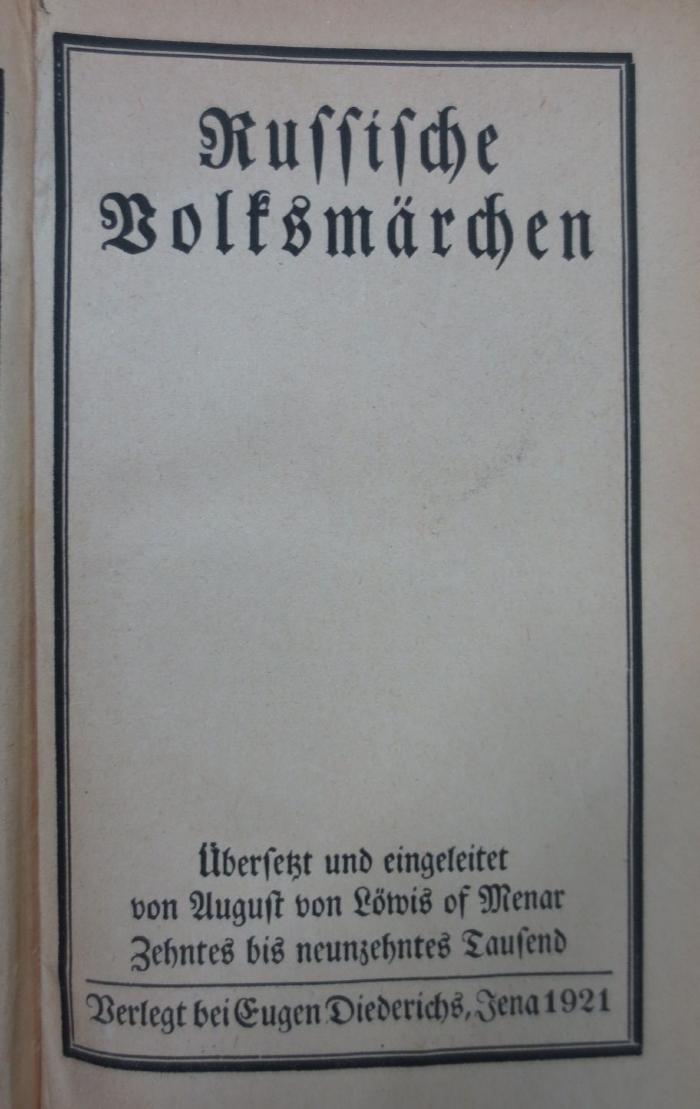 Russische
Volksmärchen
Übersetzt und eingeleitet
von August von Löwis of Menar
Zehntes bis neunzehntes Tausend
Verlegt bei Eugen Diederichs, Jena 1921